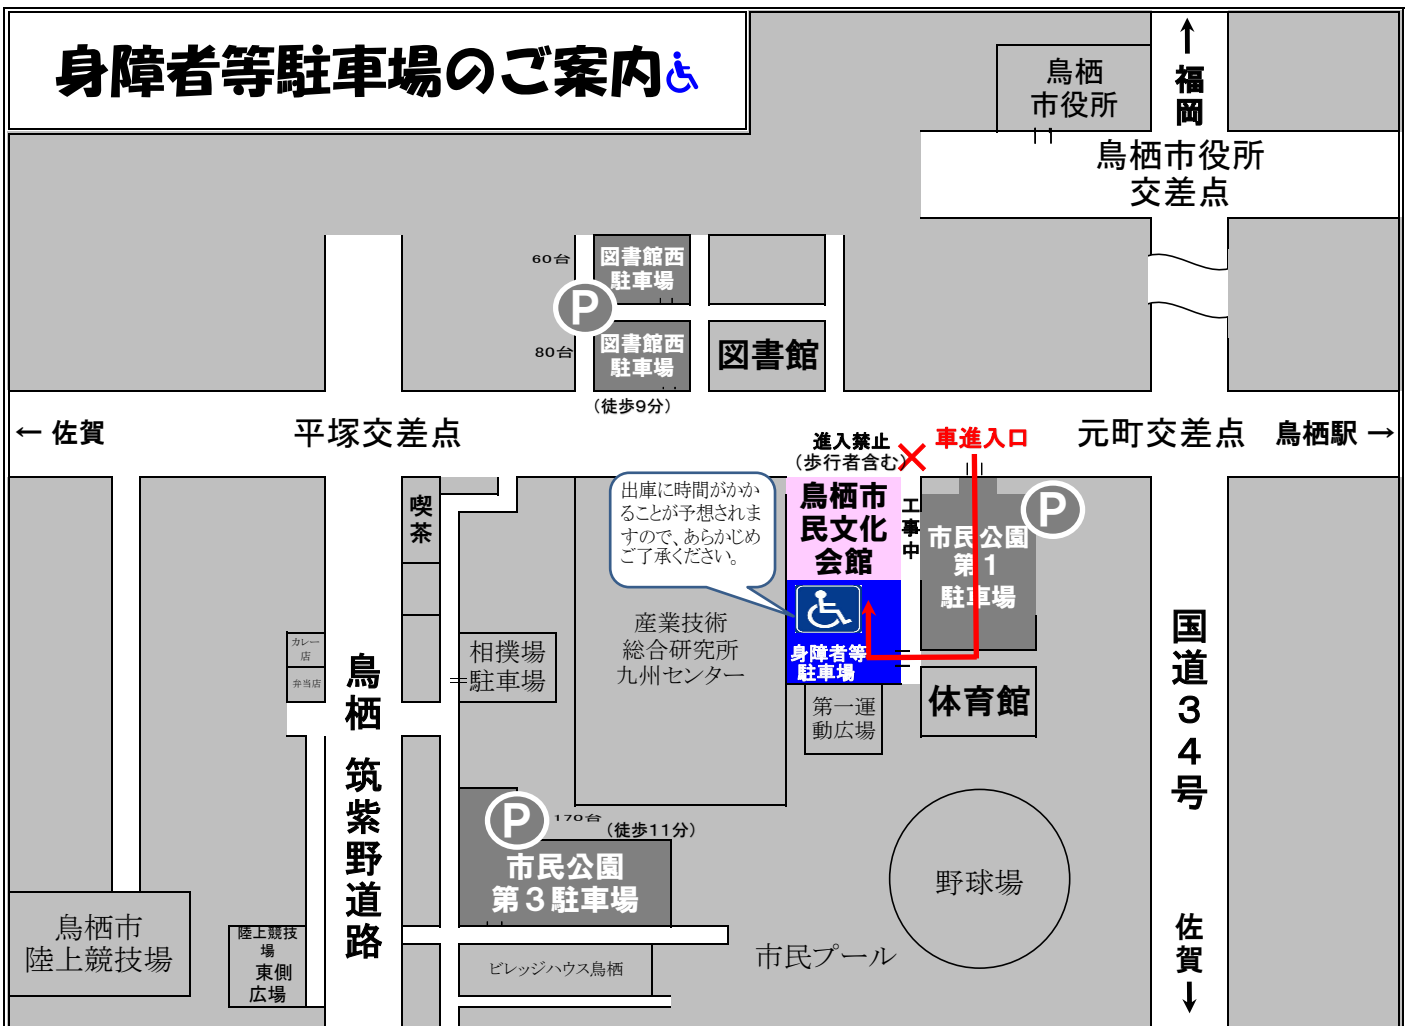 身障者等駐車場のご案内
↑
福
岡
鳥栖
市役所
鳥栖市役所
交差点
60台
図書館西
駐車場
P
80台
図書館西
駐車場
図書館
(徒歩9分)
← 佐賀
平塚交差点
進入禁止
(歩行者含む)
車進入口
元町交差点
鳥栖駅 →
喫
茶
出庫に時間がかか
ることが予想されま
すので、あらかじめ
ご了承ください。
鳥栖市
民文化
会館
工
事
中
市民公園
第1
駐車場
P
カレー
店
弁当店
相撲場
駐車場
産業技術
総合研究所
九州センター
身障者等
駐車場
第一運
動広場
体育館
鳥
栖
筑
紫
野
道
路
国
道
3
4
号
P
170台
(徒歩11分)
市民公園
第3駐車場
野球場
鳥栖市
陸上競技場
陸上競技
場
東側
広場
ビレッジハウス鳥栖
市民プール
佐
賀
↓